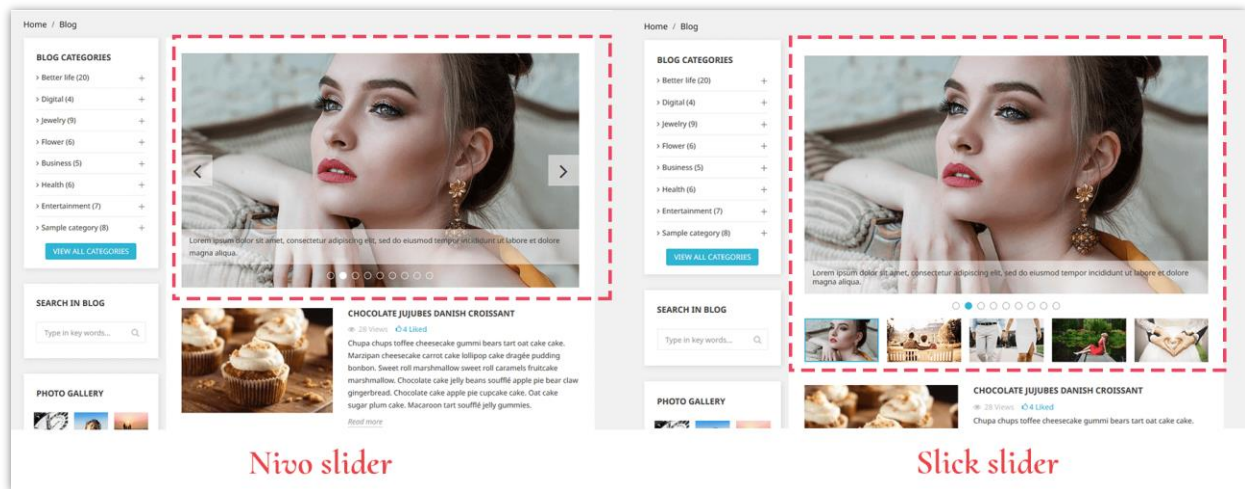 Home / Blog
BLOG CATEGORIES
Better life (20)
Digital (4)
Jewelry (9)
Flower (6)
Business (5)
Health (6)
Entertainment (7)
Sample category (8)
VIEW ALL CATEGORIES
SEARCH IN BLOG
Type in key words...
PHOTO GALLERY
Lorem ipsum dolor sit amet, consectetur adipiscing elit, sed do eiusmod tempor incididunt ut labore et dolore
magna aliqua.
CHOCOLATE JUJUBES DANISH CROISSANT
28 Views 4 Liked
Chupa chups toffee cheesecake gummi bears tart oat cake cake.
Marzipan cheesecake carrot cake lollipop cake dragée pudding
bonbon. Sweet roll marshmallow sweet roll caramels fruitcake
marshmallow. Chocolate cake jelly beans soufflé apple pie bear claw
gingerbread. Chocolate cake apple pie cupcake cake. Oat cake
sugar plum cake. Macaroon tart soufflé jelly gummies.
Read more
Nivo slider
Home / Blog
BLOG CATEGORIES
Better life (20)
Digital (4)
Jewelry (9)
Flower (6)
Business (5)
Health (6)
Entertainment (7)
Sample category (8)
VIEW ALL CATEGORIES
SEARCH IN BLOG
Type in key words...
PHOTO GALLERY
Lorem ipsum dolor sit amet, consectetur adipiscing elit, sed do eiusmod tempor incididunt ut labore et dolore
magna aliqua.
CHOCOLATE JUJUBES DANISH CROISSANT
28 Views 4 Liked
Chupa chups toffee cheesecake gummi bears tart oat cake cake.
Slick slider